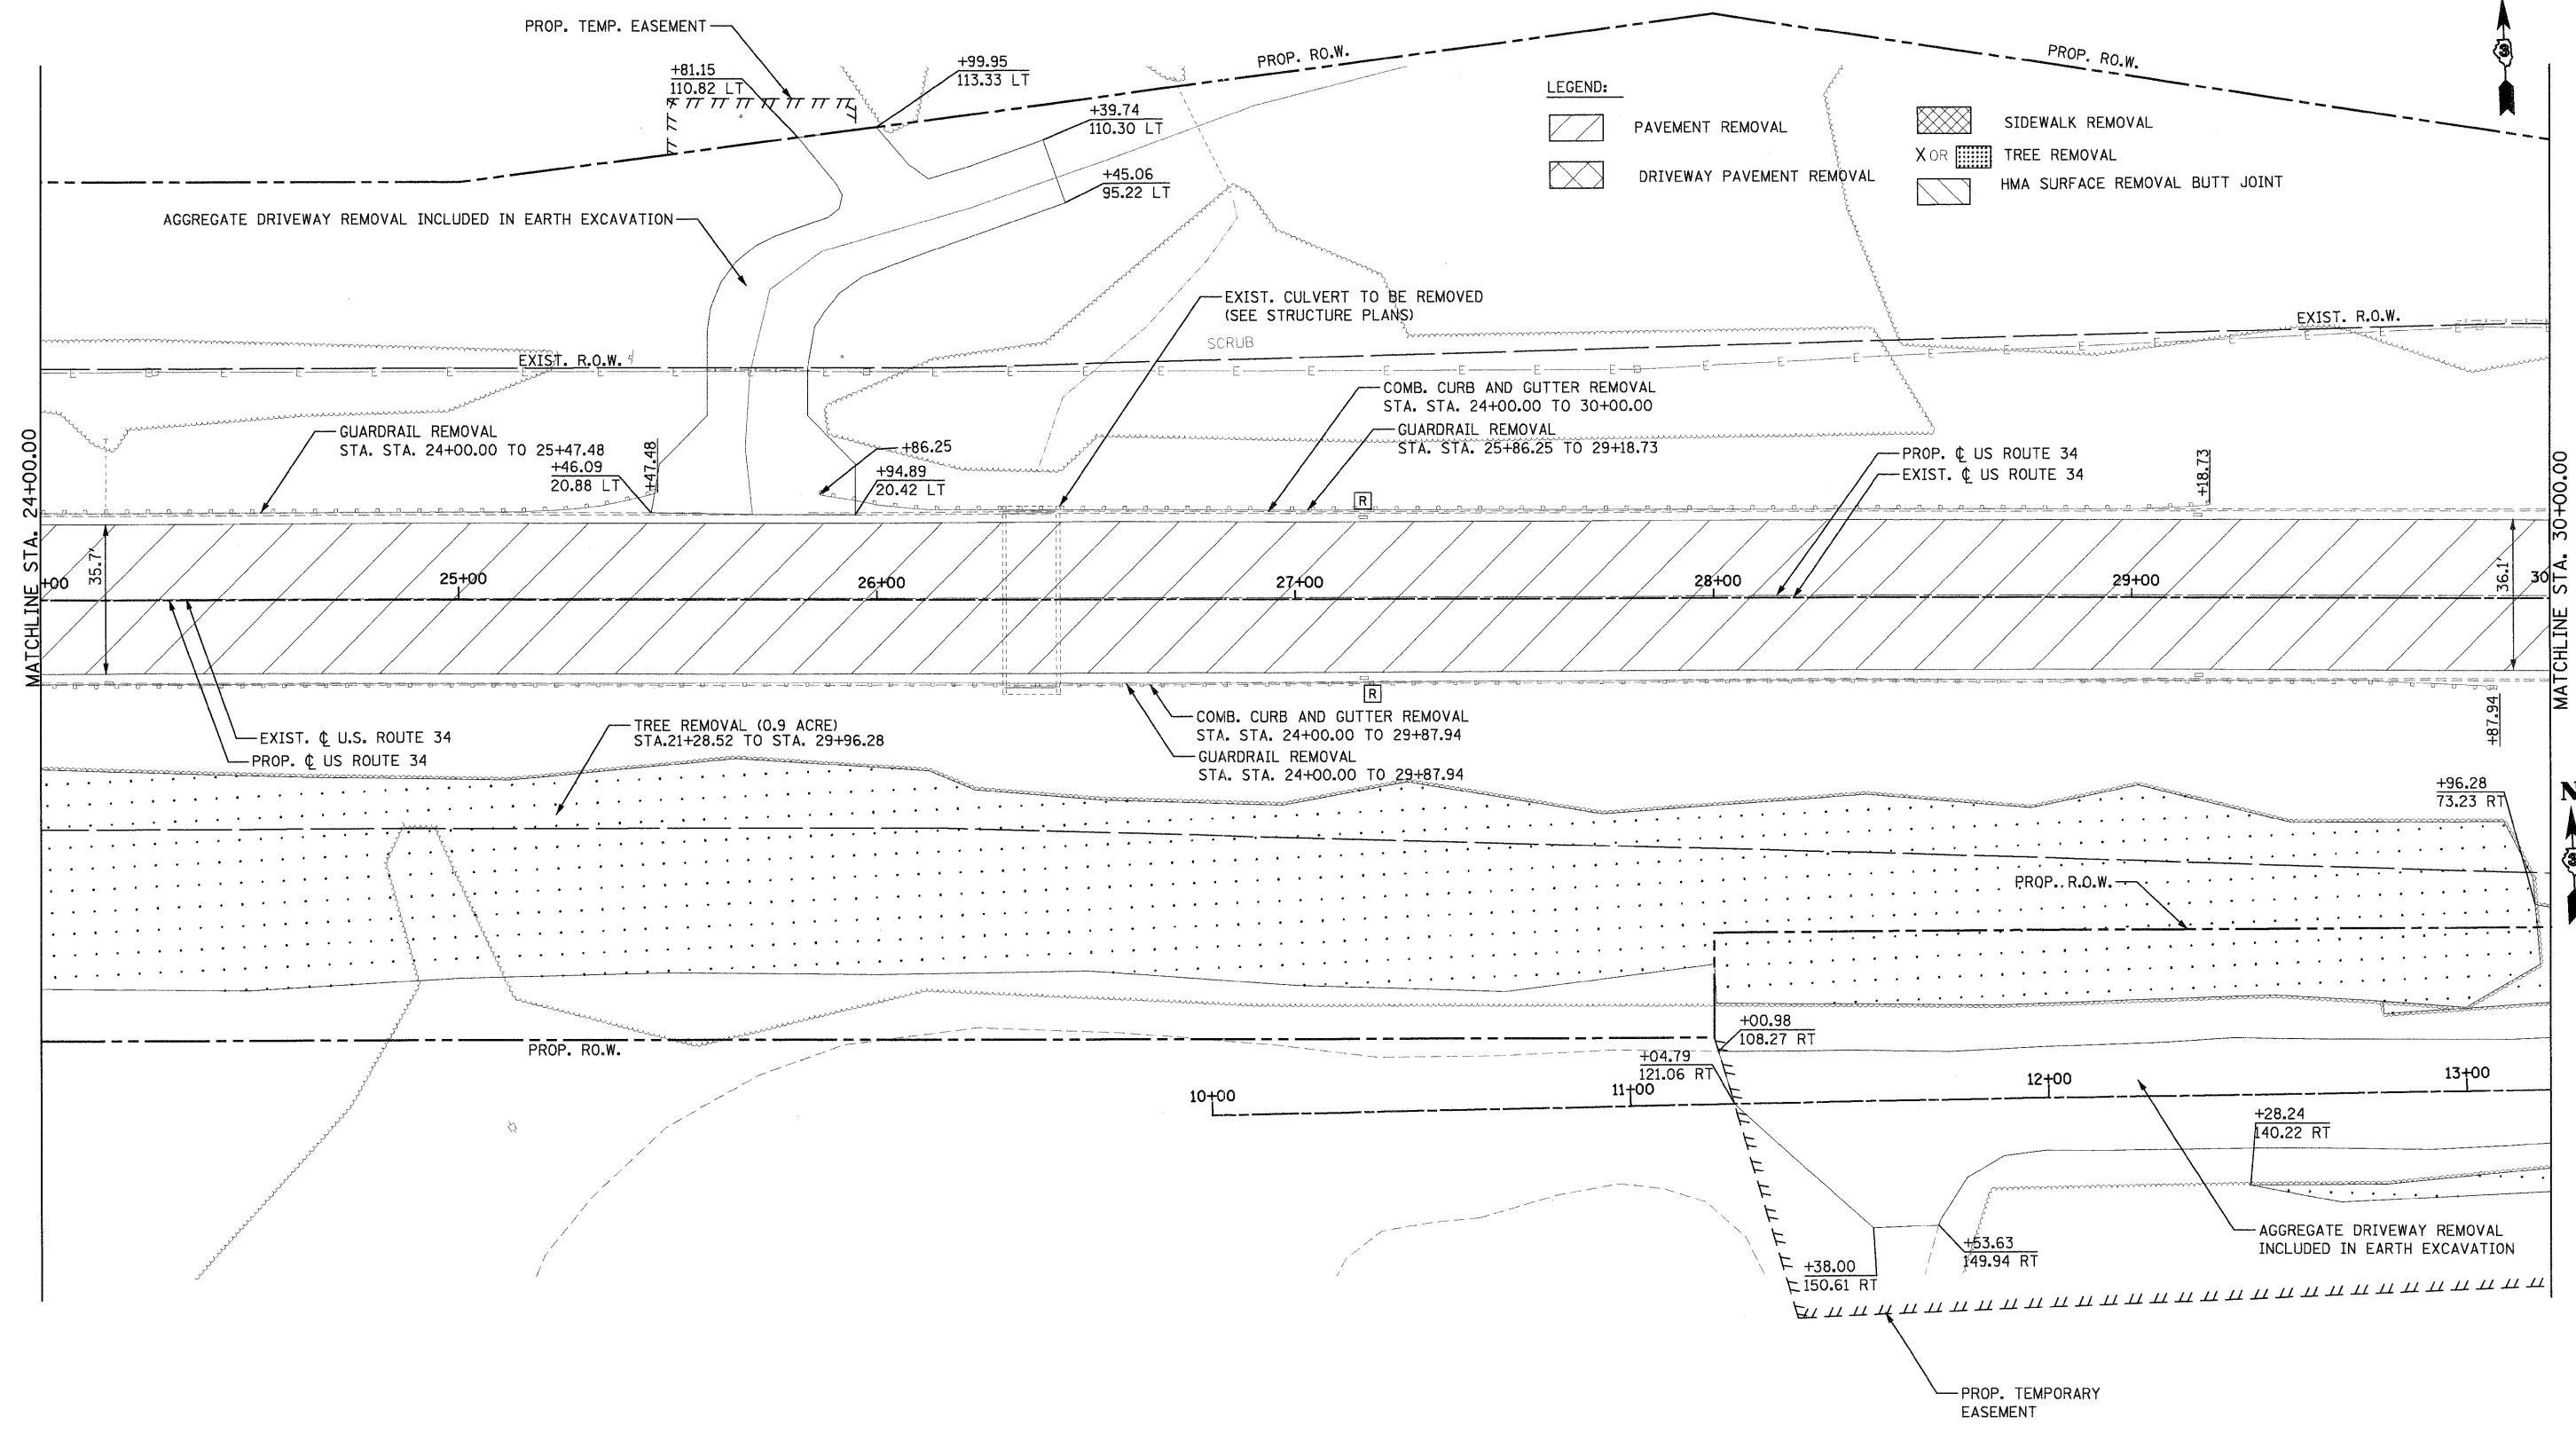 PROP. TEMP. EASEMENT
+81.15
110.82 LT
+99.95
113.33 LT
PROP. RO.W.
PROP. RO.W.
3
+39.74
110.30 LT
+45.06
95.22 LT
LEGEND:
PAVEMENT REMOVAL
DRIVEWAY PAVEMENT REMOVAL
SIDEWALK REMOVAL
X OR
TREE REMOVAL
HMA SURFACE REMOVAL BUTT JOINT
AGGREGATE DRIVEWAY REMOVAL INCLUDED IN EARTH EXCAVATION
EXIST. CULVERT TO BE REMOVED
(SEE STRUCTURE PLANS)
SCRUB
EXIST. R.O.W.
EXIST. R.O.W.
E E E E E E E E E E E E E E E E E E E E E E E E E E E E E E E E E
COMB. CURB AND GUTTER REMOVAL
STA. STA. 24+00.00 TO 30+00.00
GUARDRAIL REMOVAL
STA. STA. 25+86.25 TO 29+18.73
GUARDRAIL REMOVAL
STA. STA. 24+00.00 TO 25+47.48
+46.09
20.88 LT
+47.48
+86.25
+94.89
20.42 LT
R
PROP. ℄ US ROUTE 34
EXIST. ℄ US ROUTE 34
+18.73
MATCHLINE STA. 24+00.00
MATCHLINE STA. 30+00.00
35.7'
36.1'
+00
25+00
26+00
27+00
28+00
29+00
30
R
EXIST. ℄ U.S. ROUTE 34
PROP. ℄ US ROUTE 34
TREE REMOVAL (0.9 ACRE)
STA.21+28.52 TO STA. 29+96.28
COMB. CURB AND GUTTER REMOVAL
STA. STA. 24+00.00 TO 29+87.94
GUARDRAIL REMOVAL
STA. STA. 24+00.00 TO 29+87.94
+87.94
+96.28
73.23 RT
N
3
PROP. R.O.W.
PROP. RO.W.
+00.98
108.27 RT
+04.79
121.06 RT
10+00
11+00
12+00
13+00
+28.24
140.22 RT
+53.63
149.94 RT
+38.00
150.61 RT
AGGREGATE DRIVEWAY REMOVAL
INCLUDED IN EARTH EXCAVATION
PROP. TEMPORARY
EASEMENT